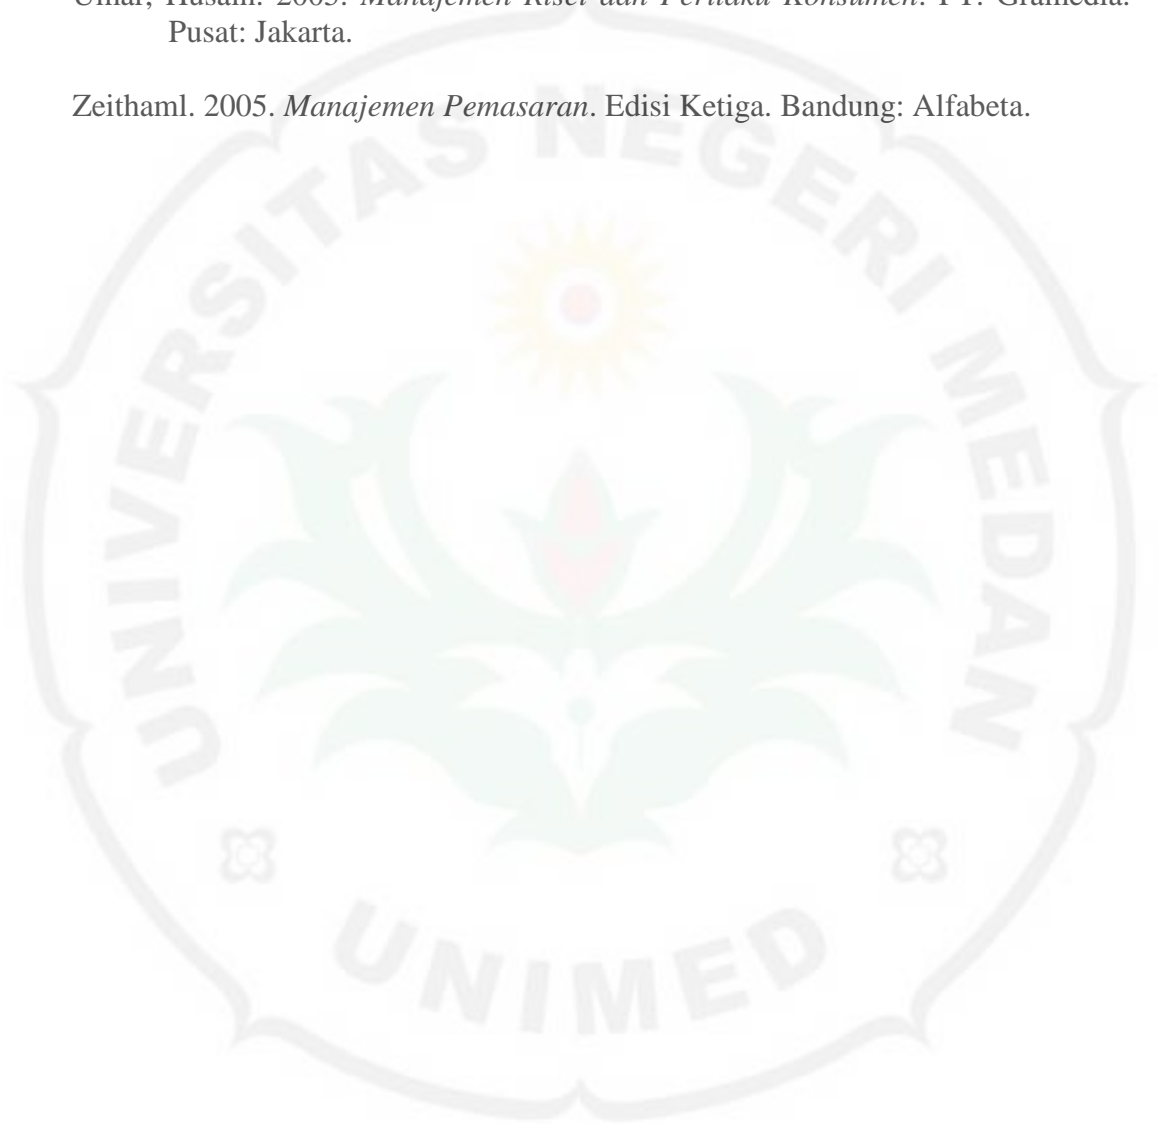 Umar, Husain. 2005. Manajemen Riset dan Perilaku Konsumen. PT. Gramedia.
Pusat: Jakarta.
Zeithaml. 2005. Manajemen Pemasaran. Edisi Ketiga. Bandung: Alfabeta.
UNIVERSITAS NEGERI MEDAN
UNIMED